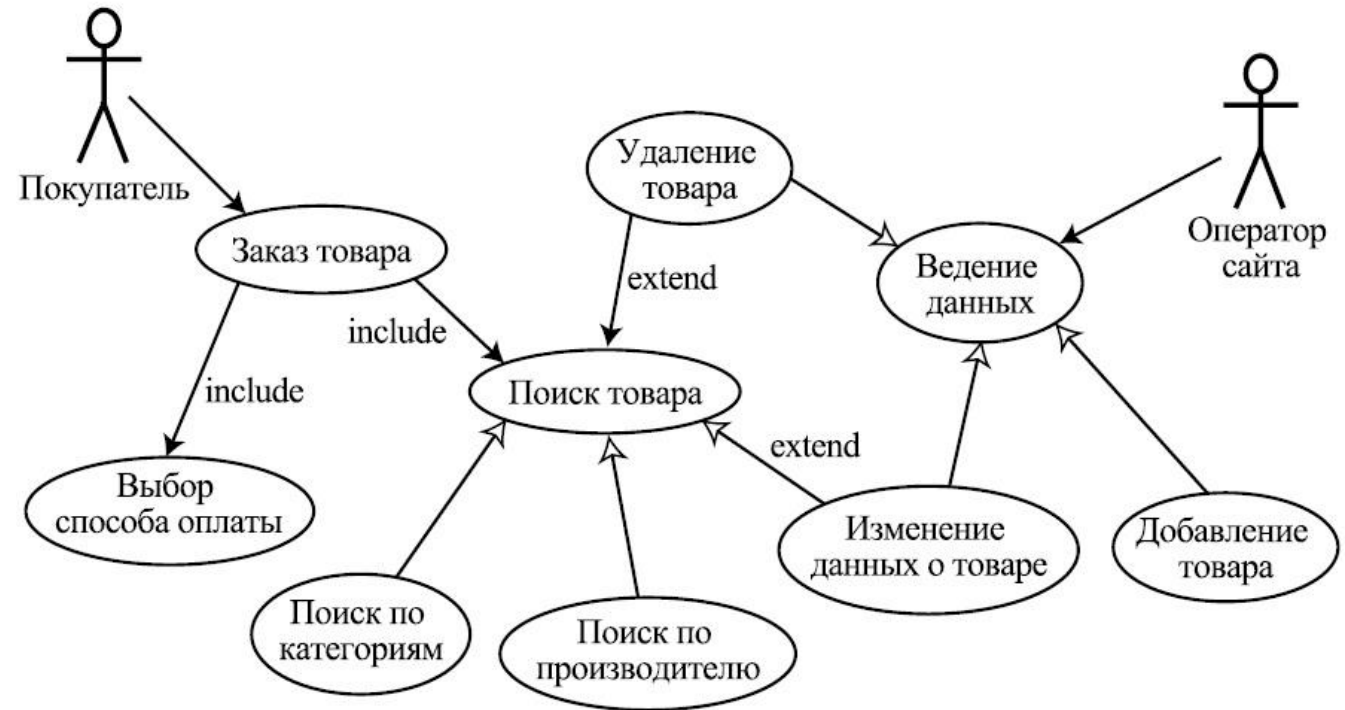 Покупатель
Удаление
товара
Оператор
сайта
Заказ товара
Ведение
данных
extend
include
include
Поиск товара
extend
Выбор
способа оплаты
Изменение
данных о товаре
Добавление
товара
Поиск по
категориям
Поиск по
производителю